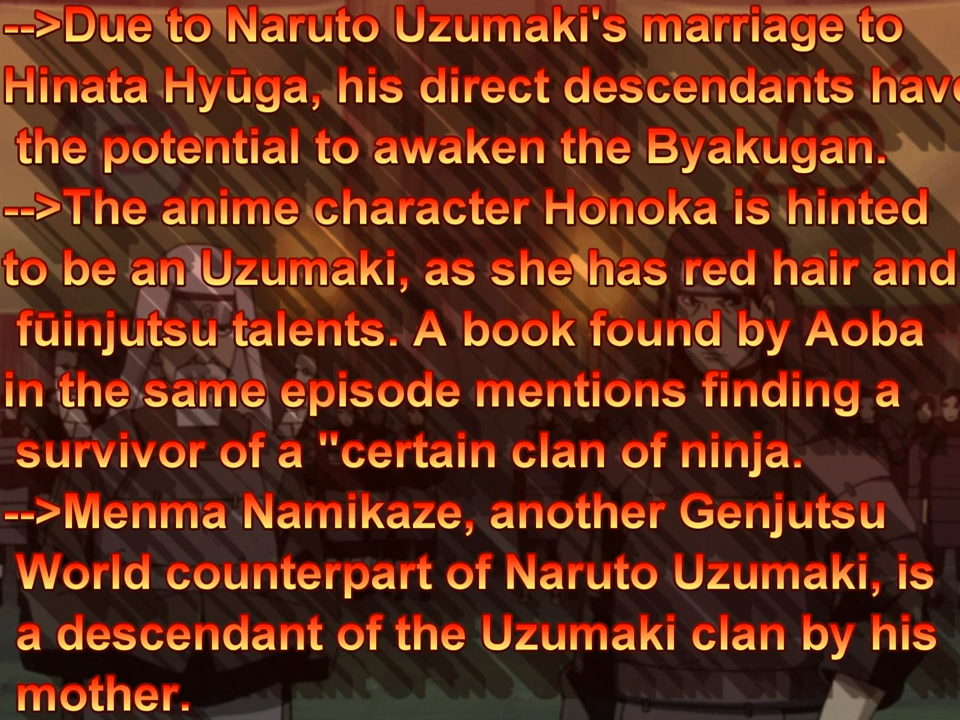 -->Due to Naruto Uzumaki's marriage to
Hinata Hyūga, his direct descendants have
the potential to awaken the Byakugan.
-->The anime character Honoka is hinted
to be an Uzumaki, as she has red hair and
fūinjutsu talents. A book found by Aoba
in the same episode mentions finding a
survivor of a "certain clan of ninja.
-->Menma Namikaze, another Genjutsu
World counterpart of Naruto Uzumaki, is
a descendant of the Uzumaki clan by his
mother.